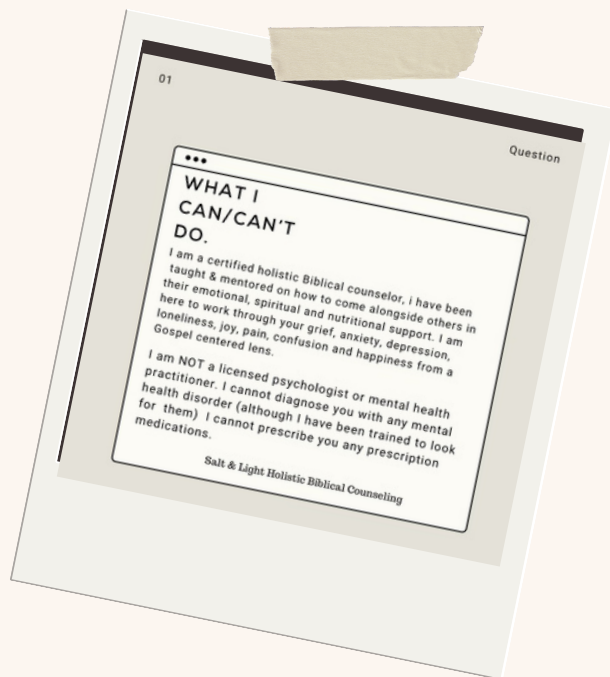 01
Question
WHAT I
CAN/CAN'T
DO.
I am a certified holistic Biblical counselor, i have been
taught & mentored on how to come alongside others in
their emotional, spiritual and nutritional support. I am
here to work through your grief, anxiety, depression,
loneliness, joy, pain, confusion and happiness from a
Gospel centered lens.
I am NOT a licensed psychologist or mental health
practitioner. I cannot diagnose you with any mental
health disorder (although I have been trained to look
for them) I cannot prescribe you any prescription
medications.
Salt & Light Holistic Biblical Counseling